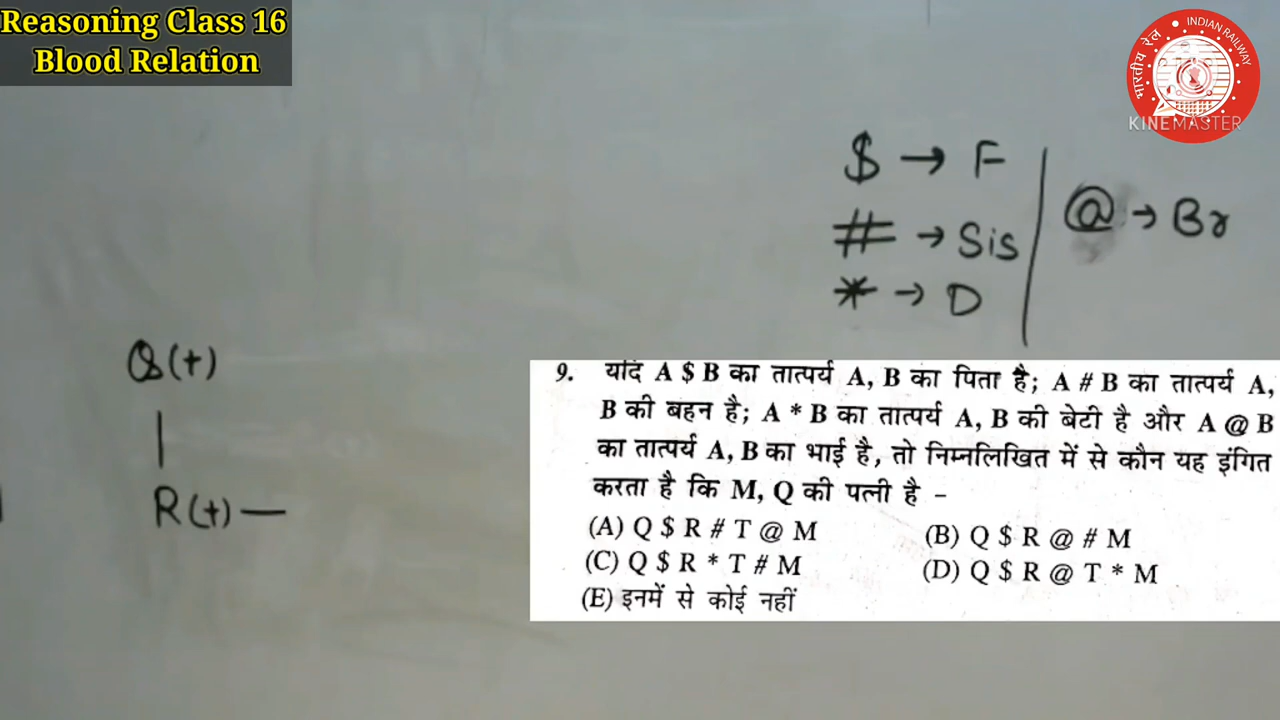 Reasoning Class 16
Blood Relation
भारतीय रेल
INDIAN RAILWAY
KINEMASTER
$ → F
# → Sis
* → D
@ → Br
Q(+)
|
R(+) —
9. यदि A $ B का तात्पर्य A, B का पिता है; A # B का तात्पर्य A,
B की बहन है; A * B का तात्पर्य A, B की बेटी है और A @ B
का तात्पर्य A, B का भाई है, तो निम्नलिखित में से कौन यह इंगित
करता है कि M, Q की पत्नी है –
(A) Q $ R # T @ M
(B) Q $ R @ # M
(C) Q $ R * T # M
(D) Q $ R @ T * M
(E) इनमें से कोई नहीं